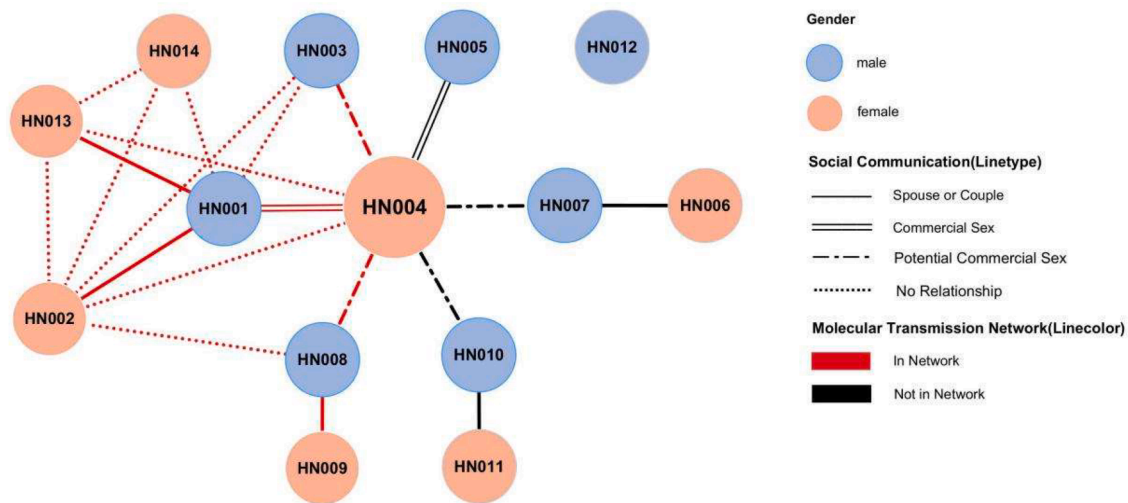 HN014
HN003
HN005
HN012
HN013
HN001
HN004
HN007
HN006
HN002
HN008
HN010
HN009
HN011
Gender
male
female
Social Communication(Linetype)
Spouse or Couple
Commercial Sex
Potential Commercial Sex
No Relationship
Molecular Transmission Network(Linecolor)
In Network
Not in Network